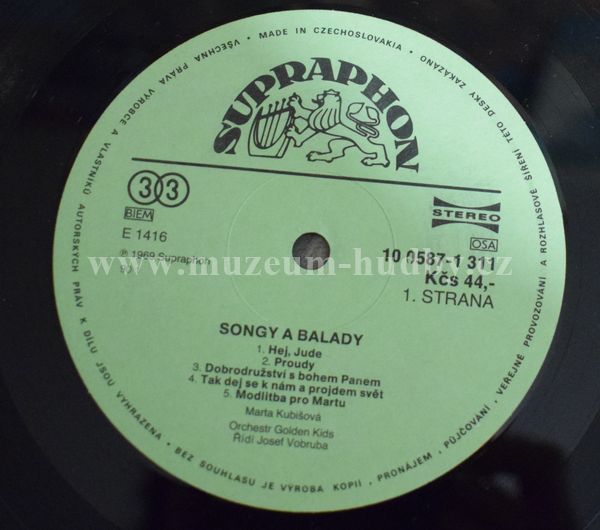 VŠECHNA PRÁVA VÝROBCE A VLASTNÍKŮ AUTORSKÝCH PRÁV K DÍLU JSOU VYHRAZENA • BEZ SOUHLASU JE VÝROBA KOPIÍ • PRONÁJEM • PŮJČOVÁNÍ • VEŘEJNÉ PROVOZOVÁNÍ A ROZHLASOVÉ ŠÍŘENÍ TÉTO DESKY ZAKÁZÁNO • MADE IN CZECHOSLOVAKIA •
SUPRAPHON
33
BIEM
E 1416
℗ 1969 Supraphon
STEREO
OSA
10 0587-1 311
Kčs 44,-
1. STRANA
www.muzeum-hudby.cz
SONGY A BALADY
1. Hej, Jude
2. Proudy
3. Dobrodružství s bohem Panem
4. Tak dej se k nám a projdem svět
5. Modlitba pro Martu
Marta Kubišová
Orchestr Golden Kids
Řídí Josef Vobruba